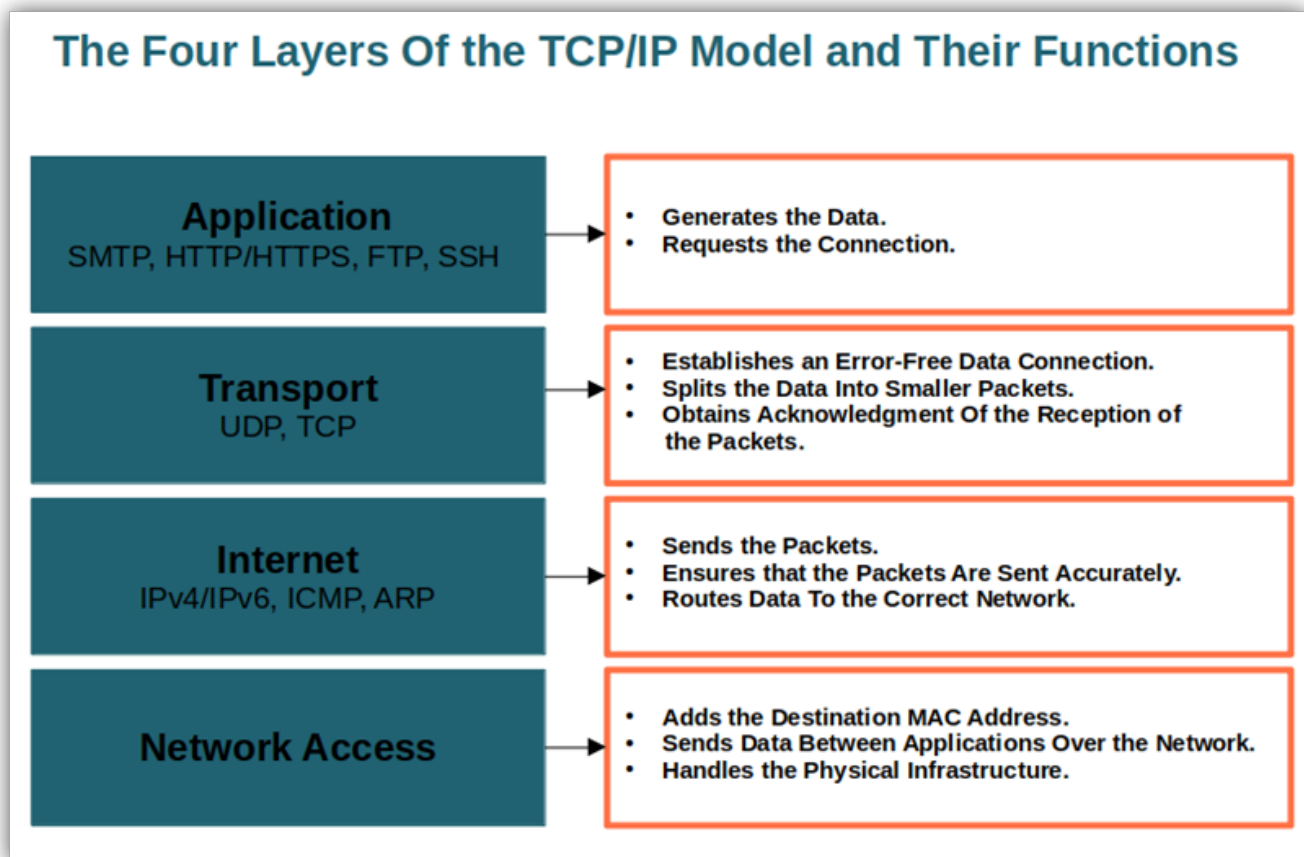 The Four Layers Of the TCP/IP Model and Their Functions
Application
SMTP, HTTP/HTTPS, FTP, SSH
• Generates the Data.
• Requests the Connection.
Transport
UDP, TCP
• Establishes an Error-Free Data Connection.
• Splits the Data Into Smaller Packets.
• Obtains Acknowledgment Of the Reception of
the Packets.
Internet
IPv4/IPv6, ICMP, ARP
• Sends the Packets.
• Ensures that the Packets Are Sent Accurately.
• Routes Data To the Correct Network.
Network Access
• Adds the Destination MAC Address.
• Sends Data Between Applications Over the Network.
• Handles the Physical Infrastructure.